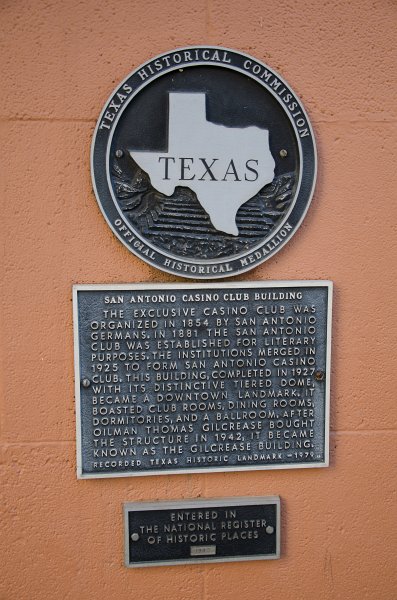 TEXAS HISTORICAL COMMISSION
TEXAS
OFFICIAL HISTORICAL MEDALLION
SAN ANTONIO CASINO CLUB BUILDING
THE EXCLUSIVE CASINO CLUB WAS
ORGANIZED IN 1854 BY SAN ANTONIO
GERMANS. IN 1881 THE SAN ANTONIO
CLUB WAS ESTABLISHED FOR LITERARY
PURPOSES. THE INSTITUTIONS MERGED IN
1925 TO FORM SAN ANTONIO CASINO
CLUB. THIS BUILDING, COMPLETED IN 1927
WITH ITS DISTINCTIVE TIERED DOME,
BECAME A DOWNTOWN LANDMARK. IT
BOASTED CLUB ROOMS, DINING ROOMS,
DORMITORIES, AND A BALLROOM. AFTER
OILMAN THOMAS GILCREASE BOUGHT
THE STRUCTURE IN 1942, IT BECAME
KNOWN AS THE GILCREASE BUILDING.
RECORDED TEXAS HISTORIC LANDMARK - 1979
ENTERED IN
THE NATIONAL REGISTER
OF HISTORIC PLACES